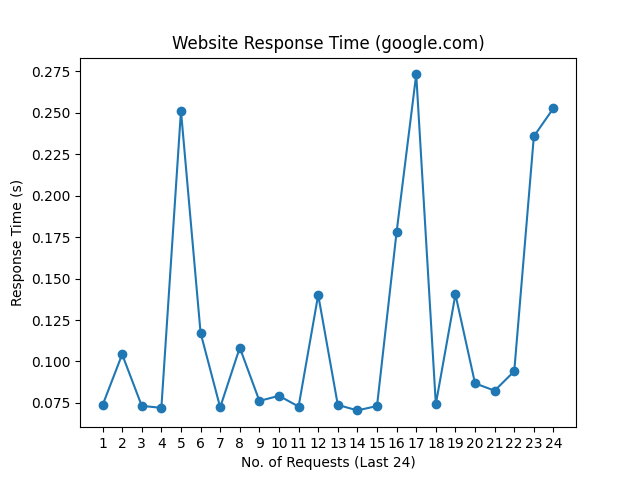 Website Response Time (google.com)
0.275
0.250
0.225
0.200
0.175
0.150
0.125
0.100
0.075
Response Time (s)
1 2 3 4 5 6 7 8 9 10 11 12 13 14 15 16 17 18 19 20 21 22 23 24
No. of Requests (Last 24)